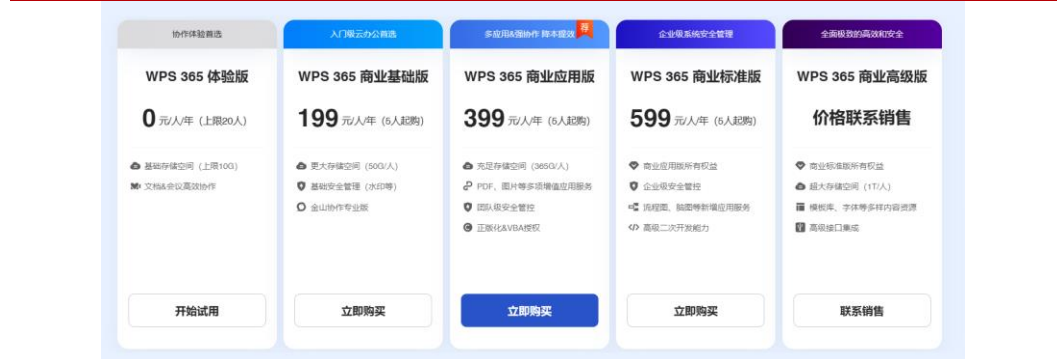 协作体验首选
WPS 365 体验版
0 元/人/年（上限20人）
基础存储空间（上限10G）
文档&会议高效协作
开始试用
入门级云办公首选
WPS 365 商业基础版
199 元/人/年（5人起购）
更大存储空间（50G/人）
基础安全管理（水印等）
金山协作专业版
立即购买
多应用&强协作 降本提效
荐
WPS 365 商业应用版
399 元/人/年（5人起购）
充足存储空间（365G/人）
PDF、图片等多项增值应用服务
团队级安全管控
正版化&VBA授权
立即购买
企业级系统安全管理
WPS 365 商业标准版
599 元/人/年（5人起购）
商业应用版所有权益
企业级安全管控
流程图、脑图等新增应用服务
高级二次开发能力
立即购买
全面极致的高效和安全
WPS 365 商业高级版
价格联系销售
商业标准版所有权益
超大存储空间（1T/人）
模板库、字体等多样内容资源
高级接口集成
联系销售